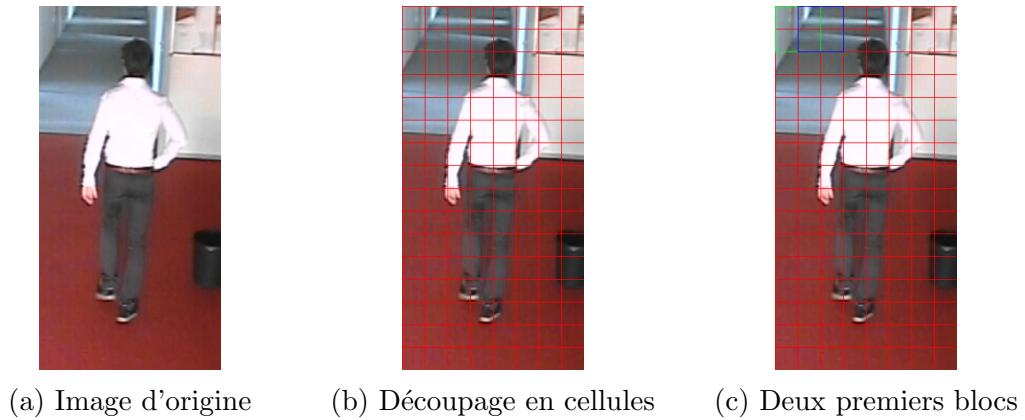 (a) Image d'origine
(b) Découpage en cellules
(c) Deux premiers blocs